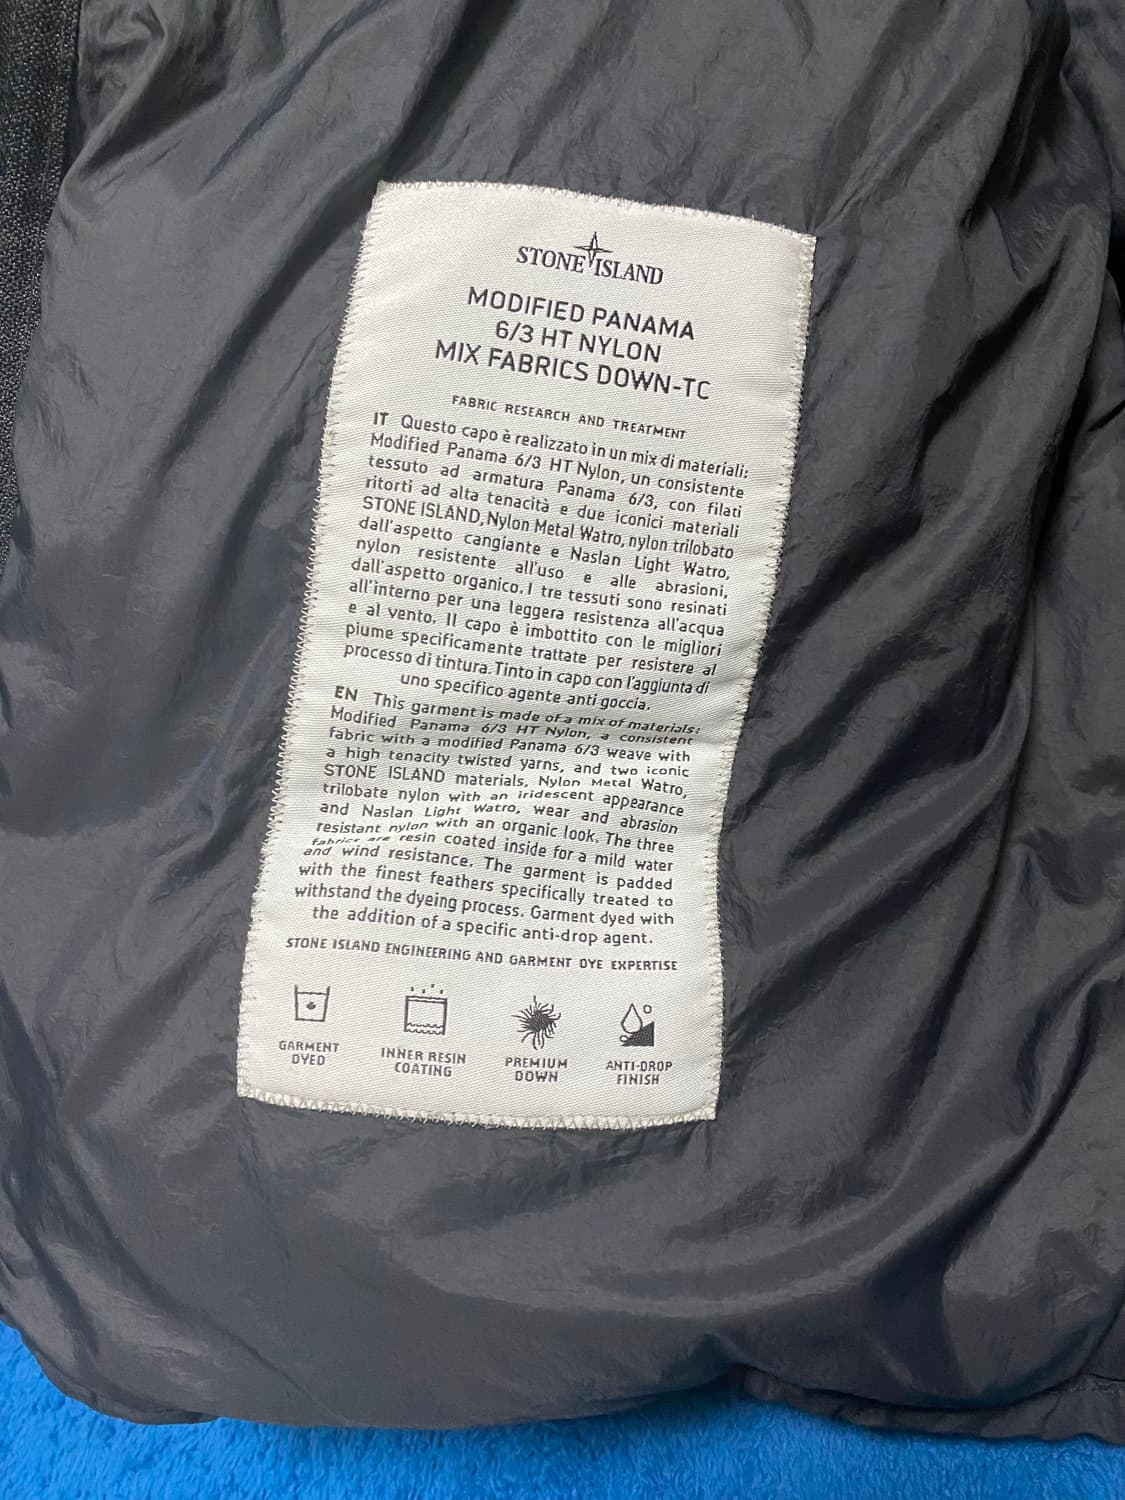 STONE ISLAND
MODIFIED PANAMA
6/3 HT NYLON
MIX FABRICS DOWN-TC
FABRIC RESEARCH AND TREATMENT
IT Questo capo è realizzato in un mix di materiali:
Modified Panama 6/3 HT Nylon, un consistente
tessuto ad armatura Panama 6/3, con filati
ritorti ad alta tenacità e due iconici materiali
STONE ISLAND, Nylon Metal Watro, nylon trilobato
dall'aspetto cangiante e Naslan Light Watro,
nylon resistente all'uso e alle abrasioni,
dall'aspetto organico. I tre tessuti sono resinati
all'interno per una leggera resistenza all'acqua
e al vento. Il capo è imbottito con le migliori
piume specificamente trattate per resistere al
processo di tintura. Tinto in capo con l'aggiunta di
uno specifico agente anti goccia.
EN This garment is made of a mix of materials:
Modified Panama 6/3 HT Nylon, a consistent
fabric with a modified Panama 6/3 weave with
a high tenacity twisted yarns, and two iconic
STONE ISLAND materials, Nylon Metal Watro,
trilobate nylon with an iridescent appearance
and Naslan Light Watro, wear and abrasion
resistant nylon with an organic look. The three
fabrics are resin coated inside for a mild water
and wind resistance. The garment is padded
with the finest feathers specifically treated to
withstand the dyeing process. Garment dyed with
the addition of a specific anti-drop agent.
STONE ISLAND ENGINEERING AND GARMENT DYE EXPERTISE
GARMENT
DYED
INNER RESIN
COATING
PREMIUM
DOWN
ANTI-DROP
FINISH